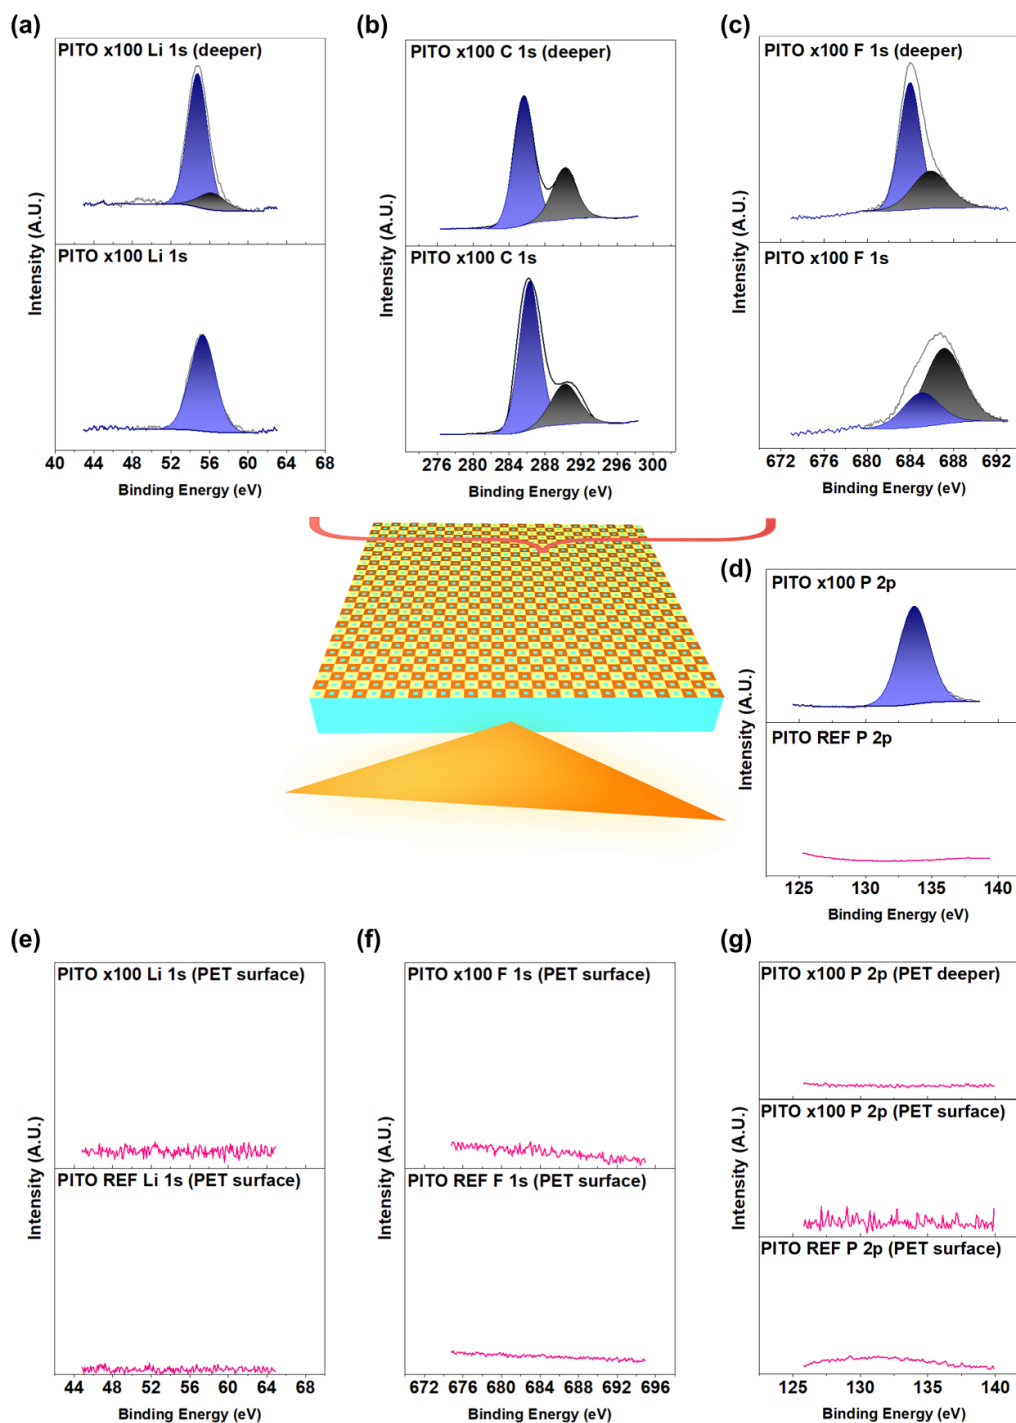 (a)
PITO x100 Li 1s (deeper)
PITO x100 Li 1s
Intensity (A.U.)
40 44 48 52 56 60 64 68
Binding Energy (eV)
(b)
PITO x100 C 1s (deeper)
PITO x100 C 1s
Intensity (A.U.)
276 280 284 288 292 296 300
Binding Energy (eV)
(c)
PITO x100 F 1s (deeper)
PITO x100 F 1s
Intensity (A.U.)
672 676 680 684 688 692
Binding Energy (eV)
(d)
PITO x100 P 2p
PITO REF P 2p
Intensity (A.U.)
125 130 135 140
Binding Energy (eV)
(e)
PITO x100 Li 1s (PET surface)
PITO REF Li 1s (PET surface)
Intensity (A.U.)
44 48 52 56 60 64 68
Binding Energy (eV)
(f)
PITO x100 F 1s (PET surface)
PITO REF F 1s (PET surface)
Intensity (A.U.)
672 676 680 684 688 692 696
Binding Energy (eV)
(g)
PITO x100 P 2p (PET deeper)
PITO x100 P 2p (PET surface)
PITO REF P 2p (PET surface)
Intensity (A.U.)
125 130 135 140
Binding Energy (eV)